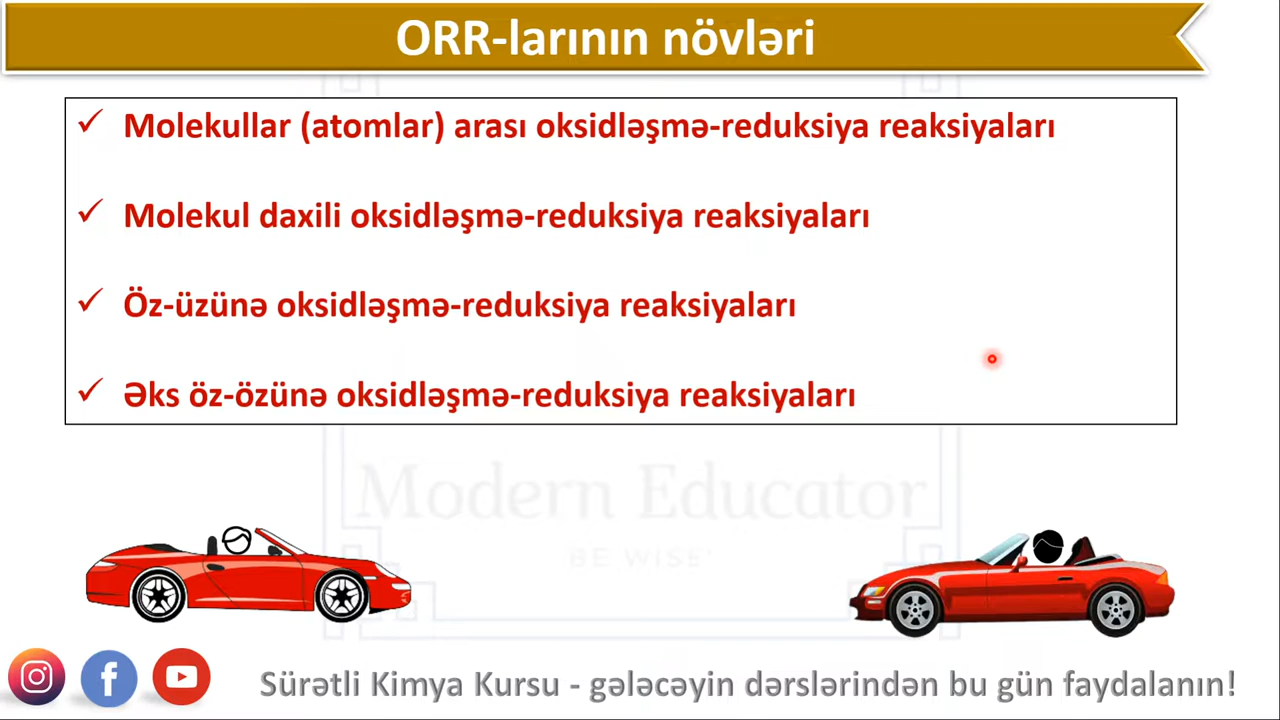 ORR-larının növləri
Molekullar (atomlar) arası oksidləşmə-reduksiya reaksiyaları
Molekul daxili oksidləşmə-reduksiya reaksiyaları
Öz-üzünə oksidləşmə-reduksiya reaksiyaları
Əks öz-özünə oksidləşmə-reduksiya reaksiyaları
Modern Educator
'BE WISE'
Sürətli Kimya Kursu - gələcəyin dərslərindən bu gün faydalanın!